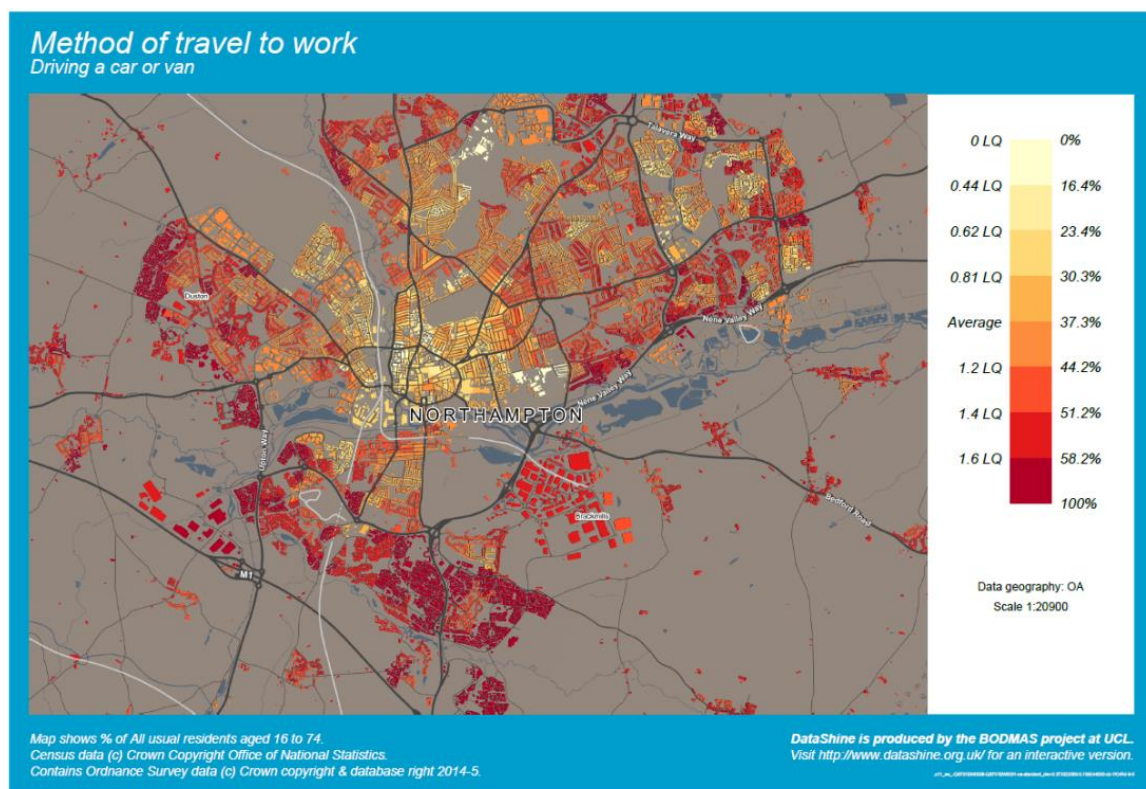 Method of travel to work
Driving a car or van
Talavera Way
Duston
Nene Valley Way
Nene Valley Way
NORTHAMPTON
Upton Way
Brackmills
Bedford Road
M1
0 LQ 0%
0.44 LQ 16.4%
0.62 LQ 23.4%
0.81 LQ 30.3%
Average 37.3%
1.2 LQ 44.2%
1.4 LQ 51.2%
1.6 LQ 58.2%
100%
Data geography: OA
Scale 1:20900
Map shows % of All usual residents aged 16 to 74.
Census data (c) Crown Copyright Office of National Statistics.
Contains Ordnance Survey data (c) Crown copyright & database right 2014-5.
DataShine is produced by the BODMAS project at UCL.
Visit http://www.datashine.org.uk/ for an interactive version.